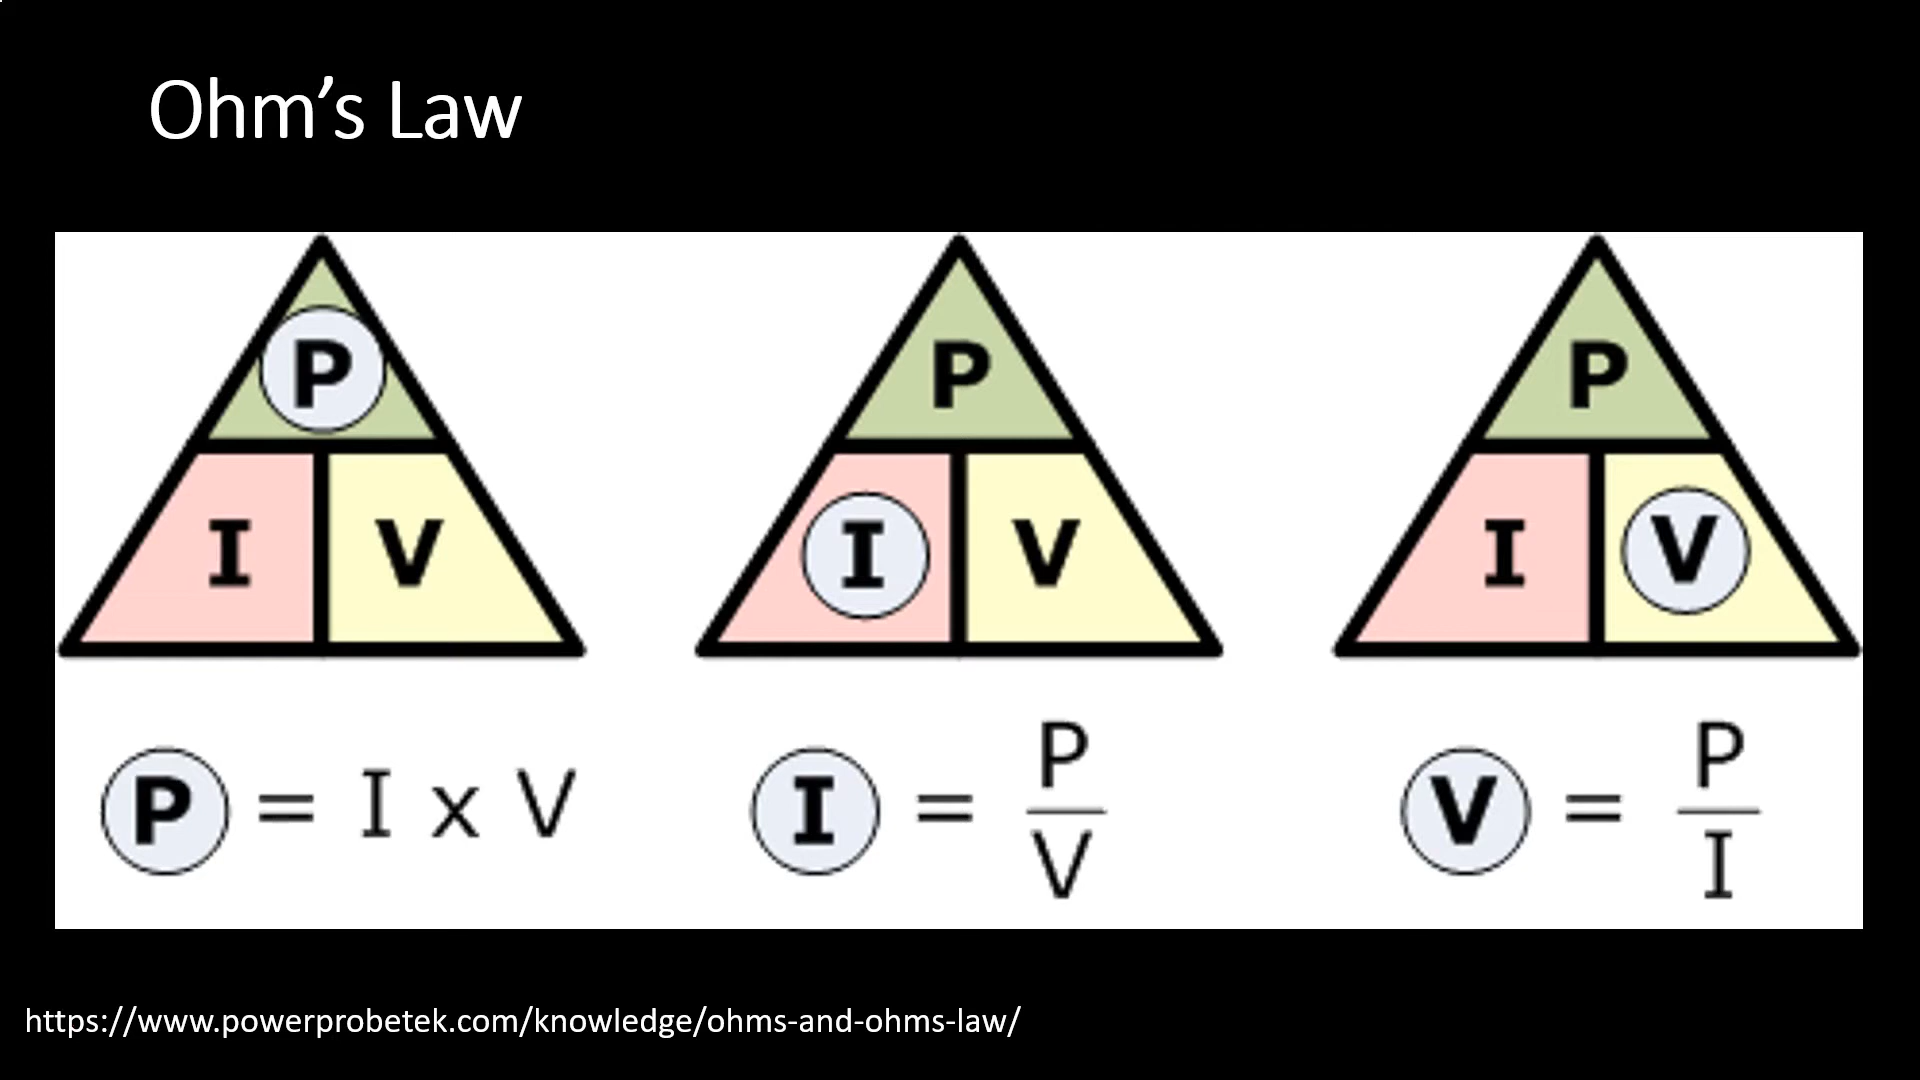 Ohm’s Law
P
I V
P
I V
P
I V
P = I x V
I = P / V
V = P / I
https://www.powerprobetek.com/knowledge/ohms-and-ohms-law/